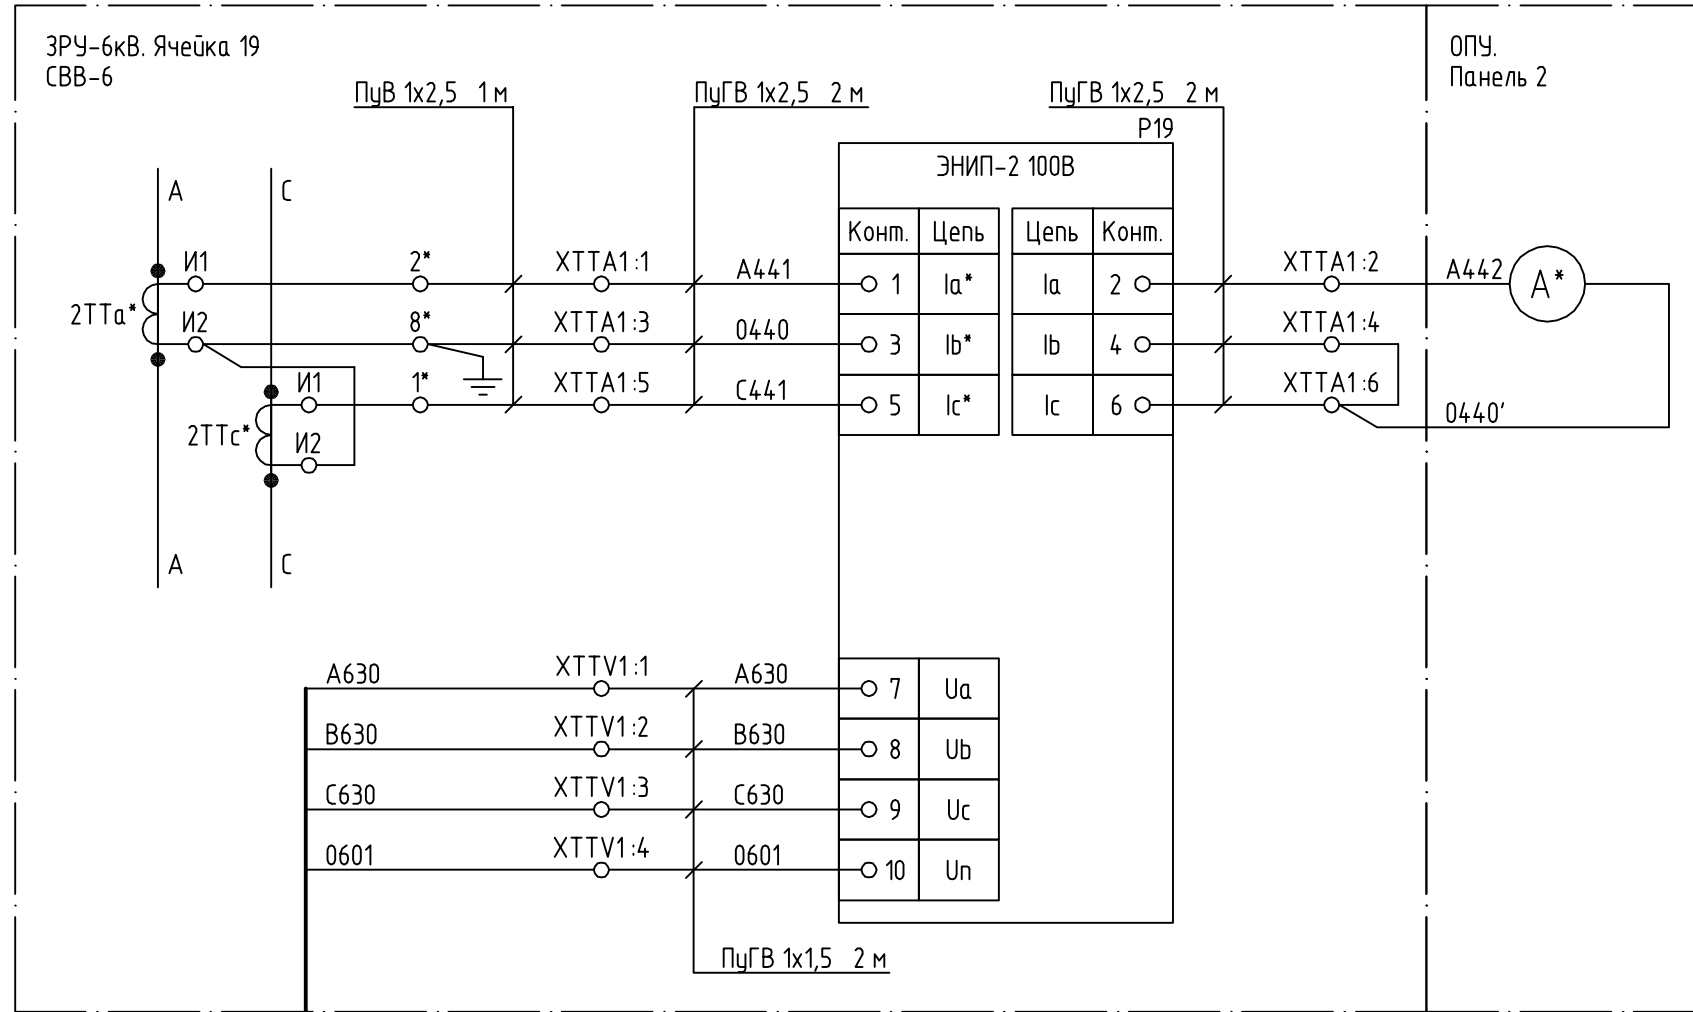 ЗРУ-6кВ. Ячейка 19
СВВ-6
ОПУ.
Панель 2
ПуВ 1х2,5 1 м
ПуГВ 1х2,5 2 м
ПуГВ 1х2,5 2 м
Р19
ЭНИП-2 100В
А
С
Конт. Цепь Цепь Конт.
И1 2* ХТТА1:1 А441 1 Ia* Ia 2 ХТТА1:2 А442 А*
2ТТа*
И2 8* ХТТА1:3 0440 3 Ib* Ib 4 ХТТА1:4
И1 1* ХТТА1:5 С441 5 Ic* Ic 6 ХТТА1:6 0440'
2ТТс*
И2
А
С
А630 ХТТV1:1 А630 7 Ua
В630 ХТТV1:2 В630 8 Ub
С630 ХТТV1:3 С630 9 Uc
0601 ХТТV1:4 0601 10 Un
ПуГВ 1х1,5 2 м